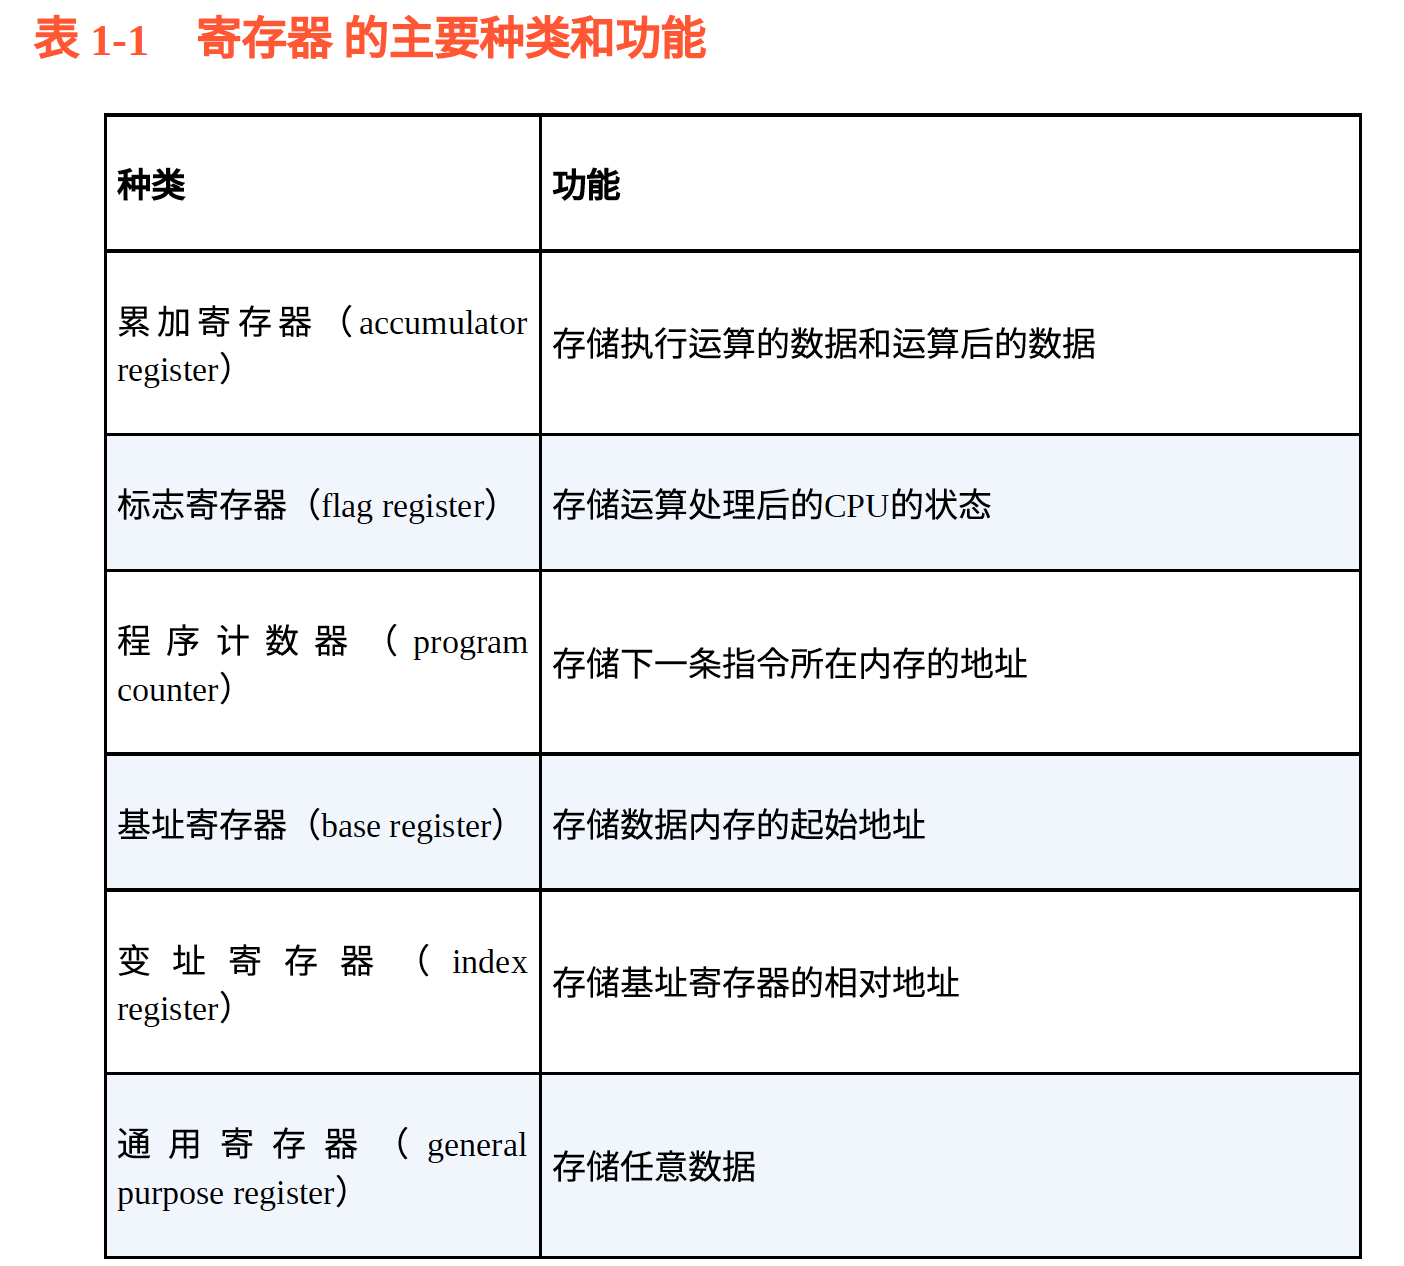 表 1-1 寄存器 的主要种类和功能
种类
功能
累加寄存器（accumulator
register）
存储执行运算的数据和运算后的数据
标志寄存器（flag register）
存储运算处理后的CPU的状态
程序计数器（program
counter）
存储下一条指令所在内存的地址
基址寄存器（base register）
存储数据内存的起始地址
变址寄存器（index
register）
存储基址寄存器的相对地址
通用寄存器（general
purpose register）
存储任意数据